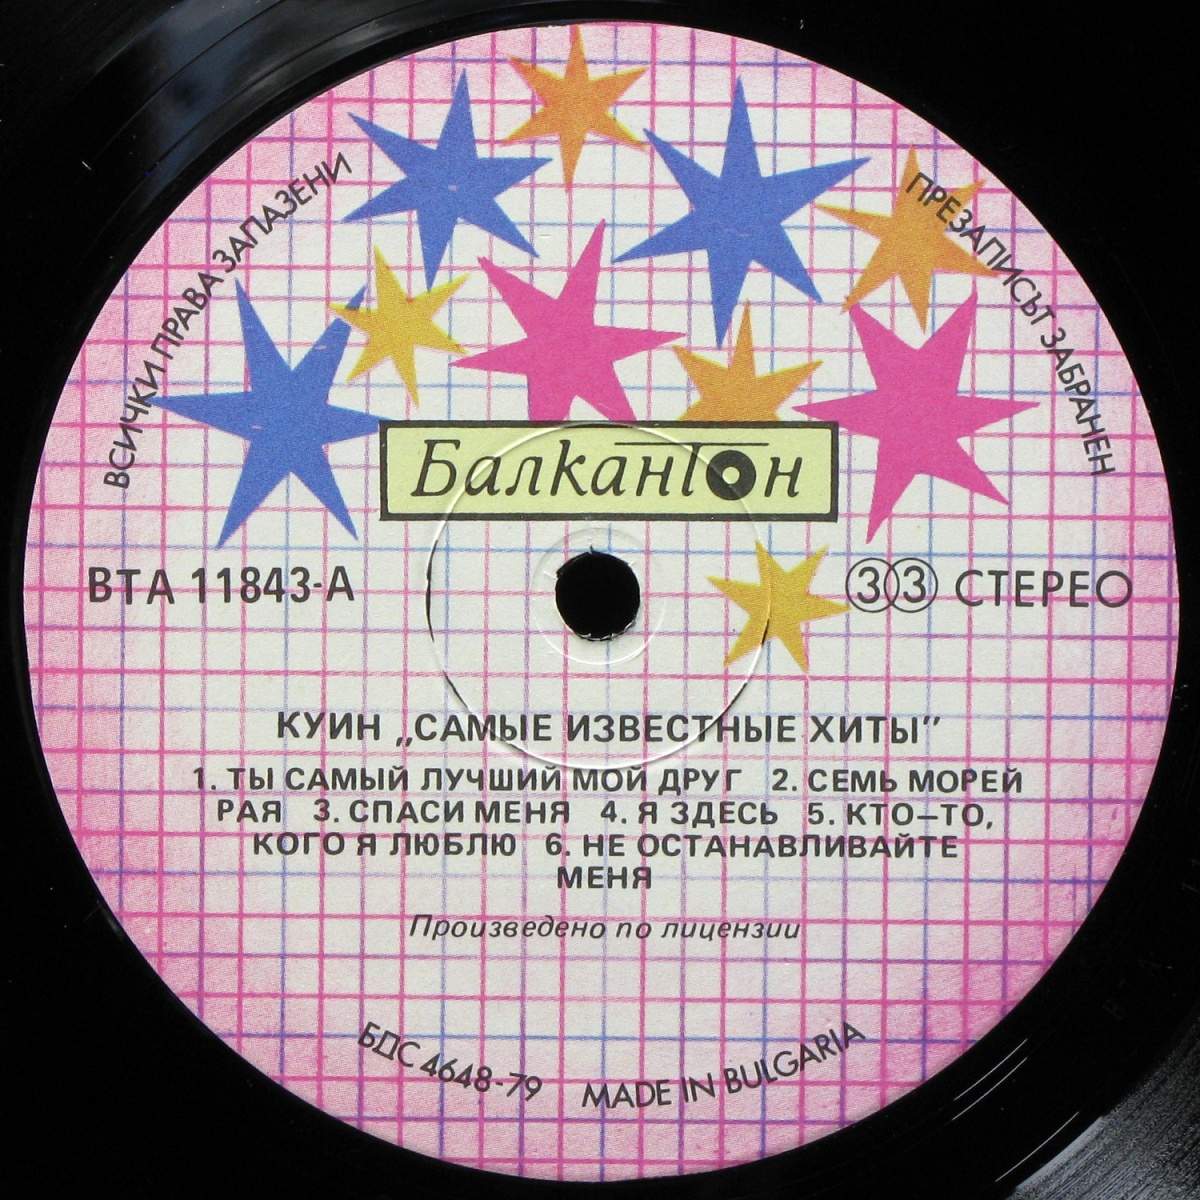 ВСИЧКИ ПРАВА ЗАПАЗЕНИ
ПРЕЗАПИСЪТ ЗАБРАНЕН
Балкантон
ВТА 11843-А
33 СТЕРЕО
КУИН „САМЫЕ ИЗВЕСТНЫЕ ХИТЫ”
1. ТЫ САМЫЙ ЛУЧШИЙ МОЙ ДРУГ 2. СЕМЬ МОРЕЙ
РАЯ 3. СПАСИ МЕНЯ 4. Я ЗДЕСЬ 5. КТО–ТО,
КОГО Я ЛЮБЛЮ 6. НЕ ОСТАНАВЛИВАЙТЕ
МЕНЯ
Произведено по лицензии
БДС 4648-79 MADE IN BULGARIA